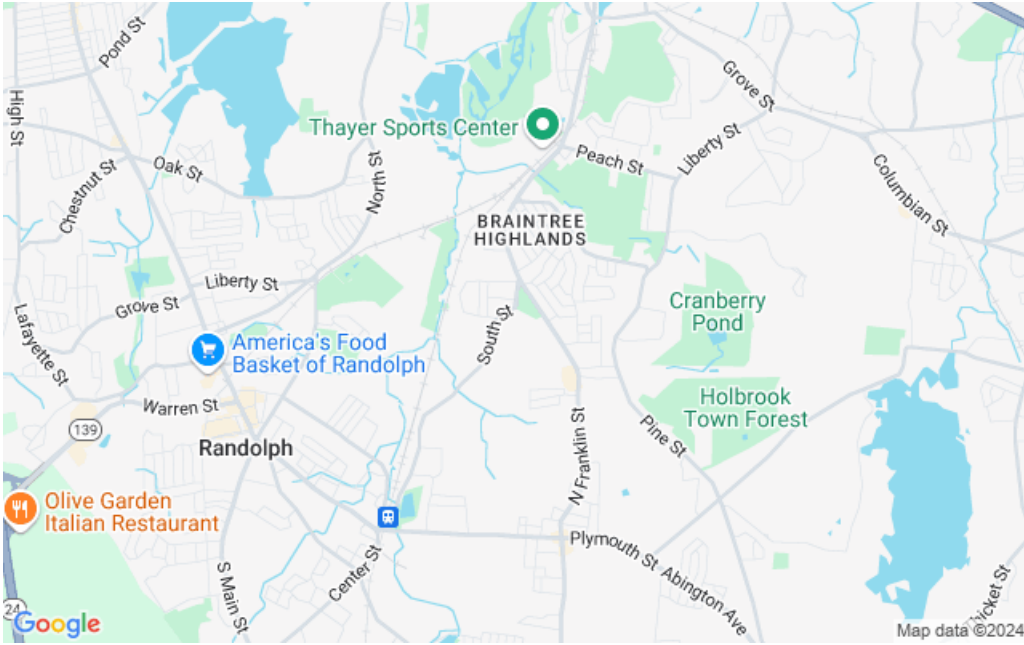 Pond St
Grove St
High St
Thayer Sports Center
Peach St
Liberty St
Chestnut St
Oak St
North St
Columbian St
BRAINTREE
HIGHLANDS
Liberty St
Grove St
Cranberry
Pond
Lafayette St
South St
America's Food
Basket of Randolph
Warren St
Holbrook
Town Forest
139
Pine St
Randolph
N Franklin St
Olive Garden
Italian Restaurant
Plymouth St
Abington Ave
Center St
S Main St
Thicket St
24
Google
Map data ©2024